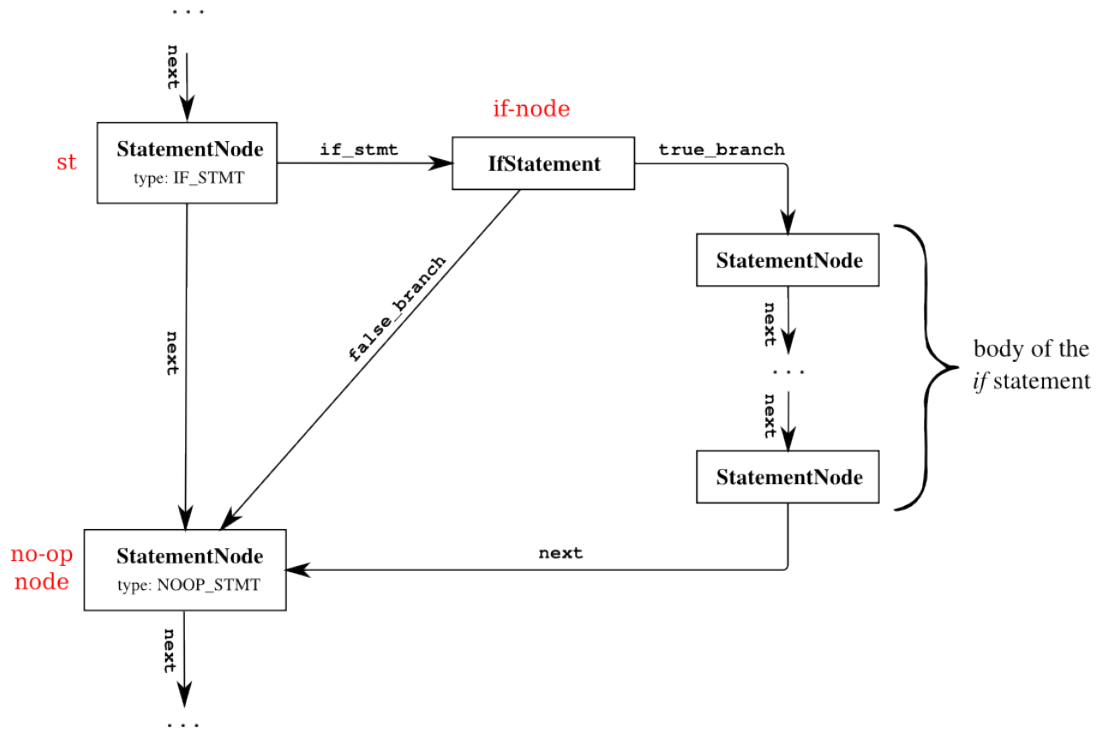 ...
next
if-node
StatementNode
type: IF_STMT
st
if_stmt
IfStatement
true_branch
StatementNode
next
false_branch
next
...
body of the
if statement
next
StatementNode
no-op
node
StatementNode
type: NOOP_STMT
next
next
...